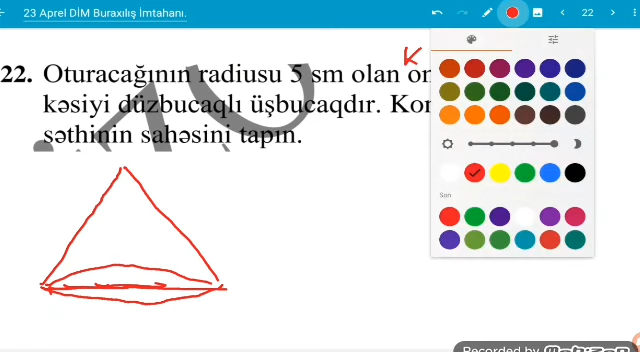 23 Aprel DİM Buraxılış İmtahanı.
22
K
22. Oturacağının radiusu 5 sm olan
kəsiyi düzbucaqlı üşbucaqdır.
səthinin sahəsini tapın.
Son
Recorded by